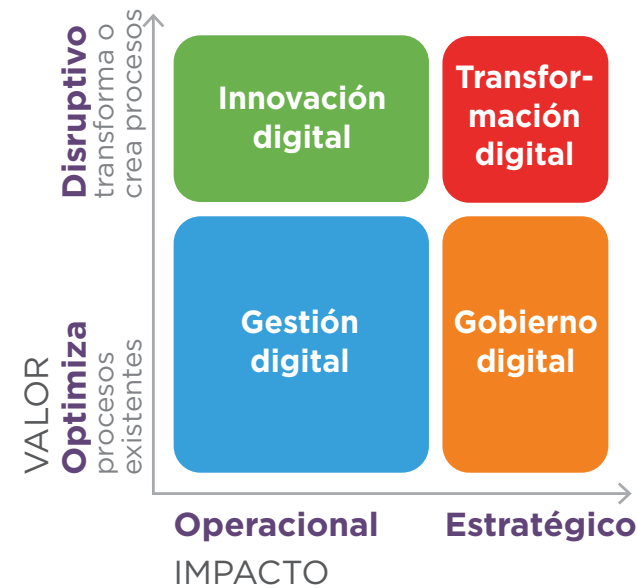 Disruptivo
transforma o
crea procesos
Innovación
digital
Transfor-
mación
digital
VALOR
Optimiza
procesos
existentes
Gestión
digital
Gobierno
digital
Operacional
Estratégico
IMPACTO